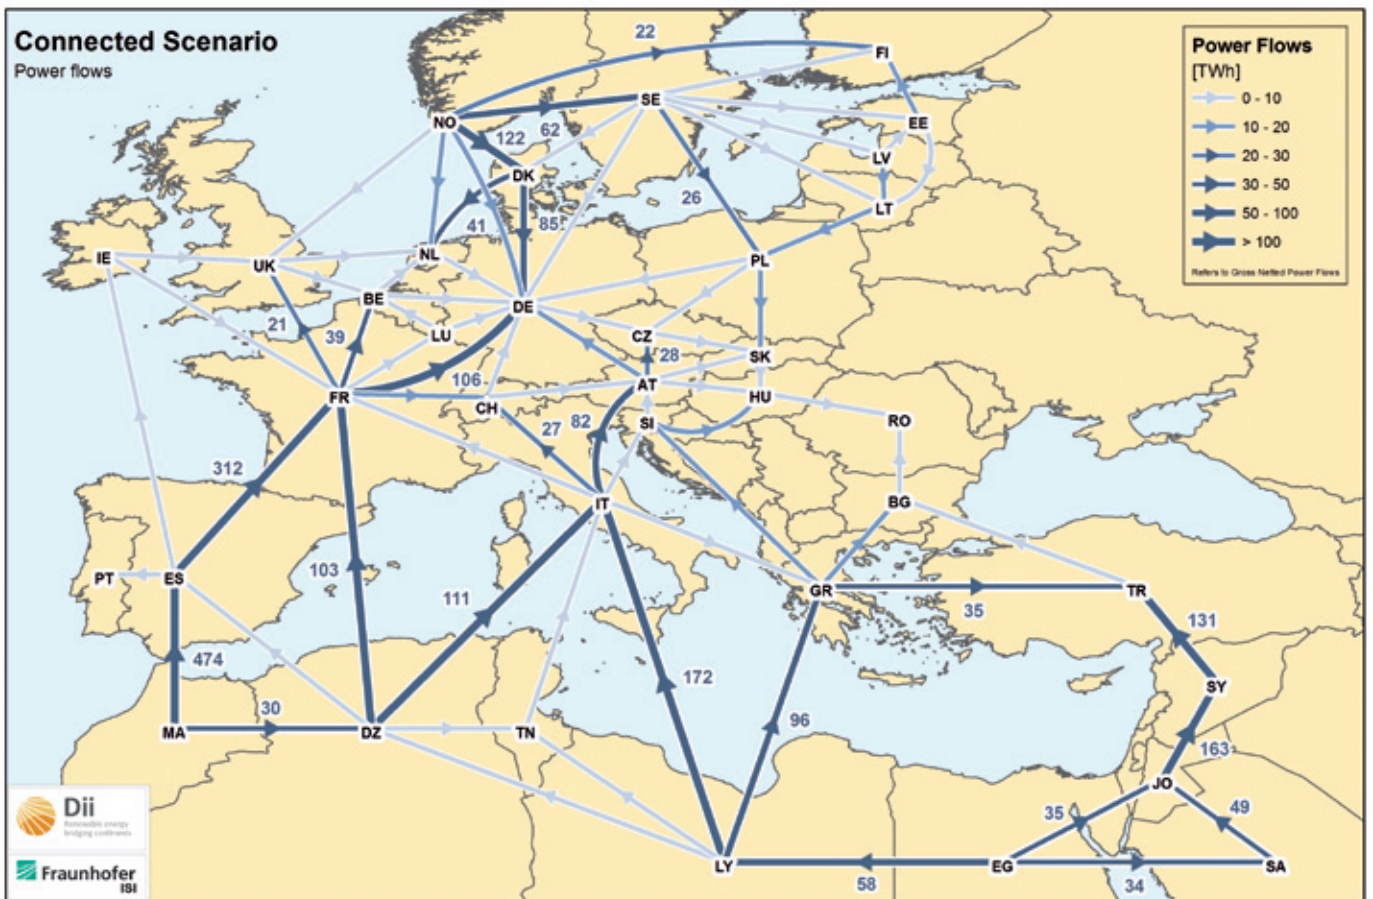 Connected Scenario
Power flows
Power Flows
[TWh]
0 - 10
10 - 20
20 - 30
30 - 50
50 - 100
> 100
Refers to Gross Netted Power Flows
22
FI
SE
NO
62
EE
122
LV
DK
26
LT
41
85
IE
UK
NL
PL
BE
DE
21
39
LU
CZ
28
SK
106
FR
AT
CH
HU
27
82
SI
RO
312
IT
BG
PT
ES
103
111
GR
35
TR
131
474
172
SY
30
96
MA
DZ
TN
163
JO
35
49
LY
58
EG
34
SA
Dii
Renewable energy
bridging continents
Fraunhofer
ISI